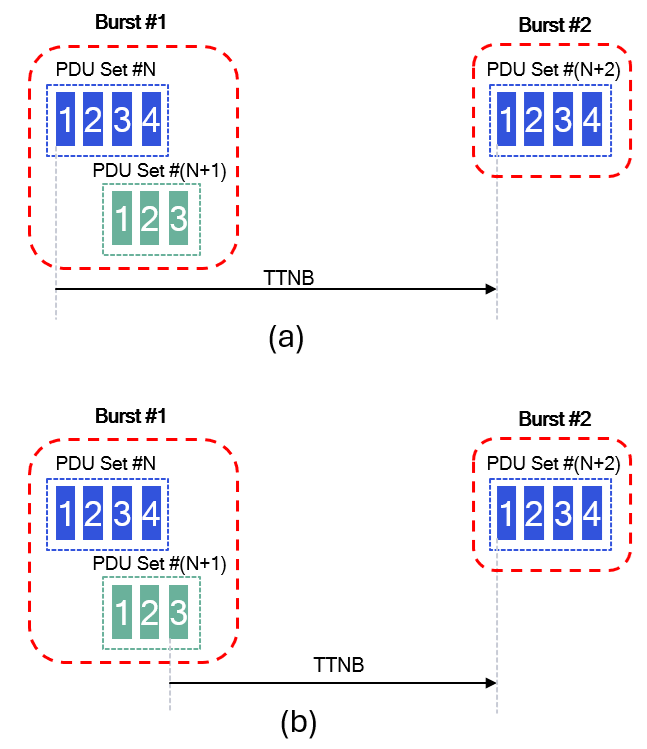 Burst #1
Burst #2
PDU Set #N
PDU Set #(N+2)
1 2 3 4
1 2 3 4
PDU Set #(N+1)
1 2 3
TTNB
(a)
Burst #1
Burst #2
PDU Set #N
PDU Set #(N+2)
1 2 3 4
1 2 3 4
PDU Set #(N+1)
1 2 3
TTNB
(b)